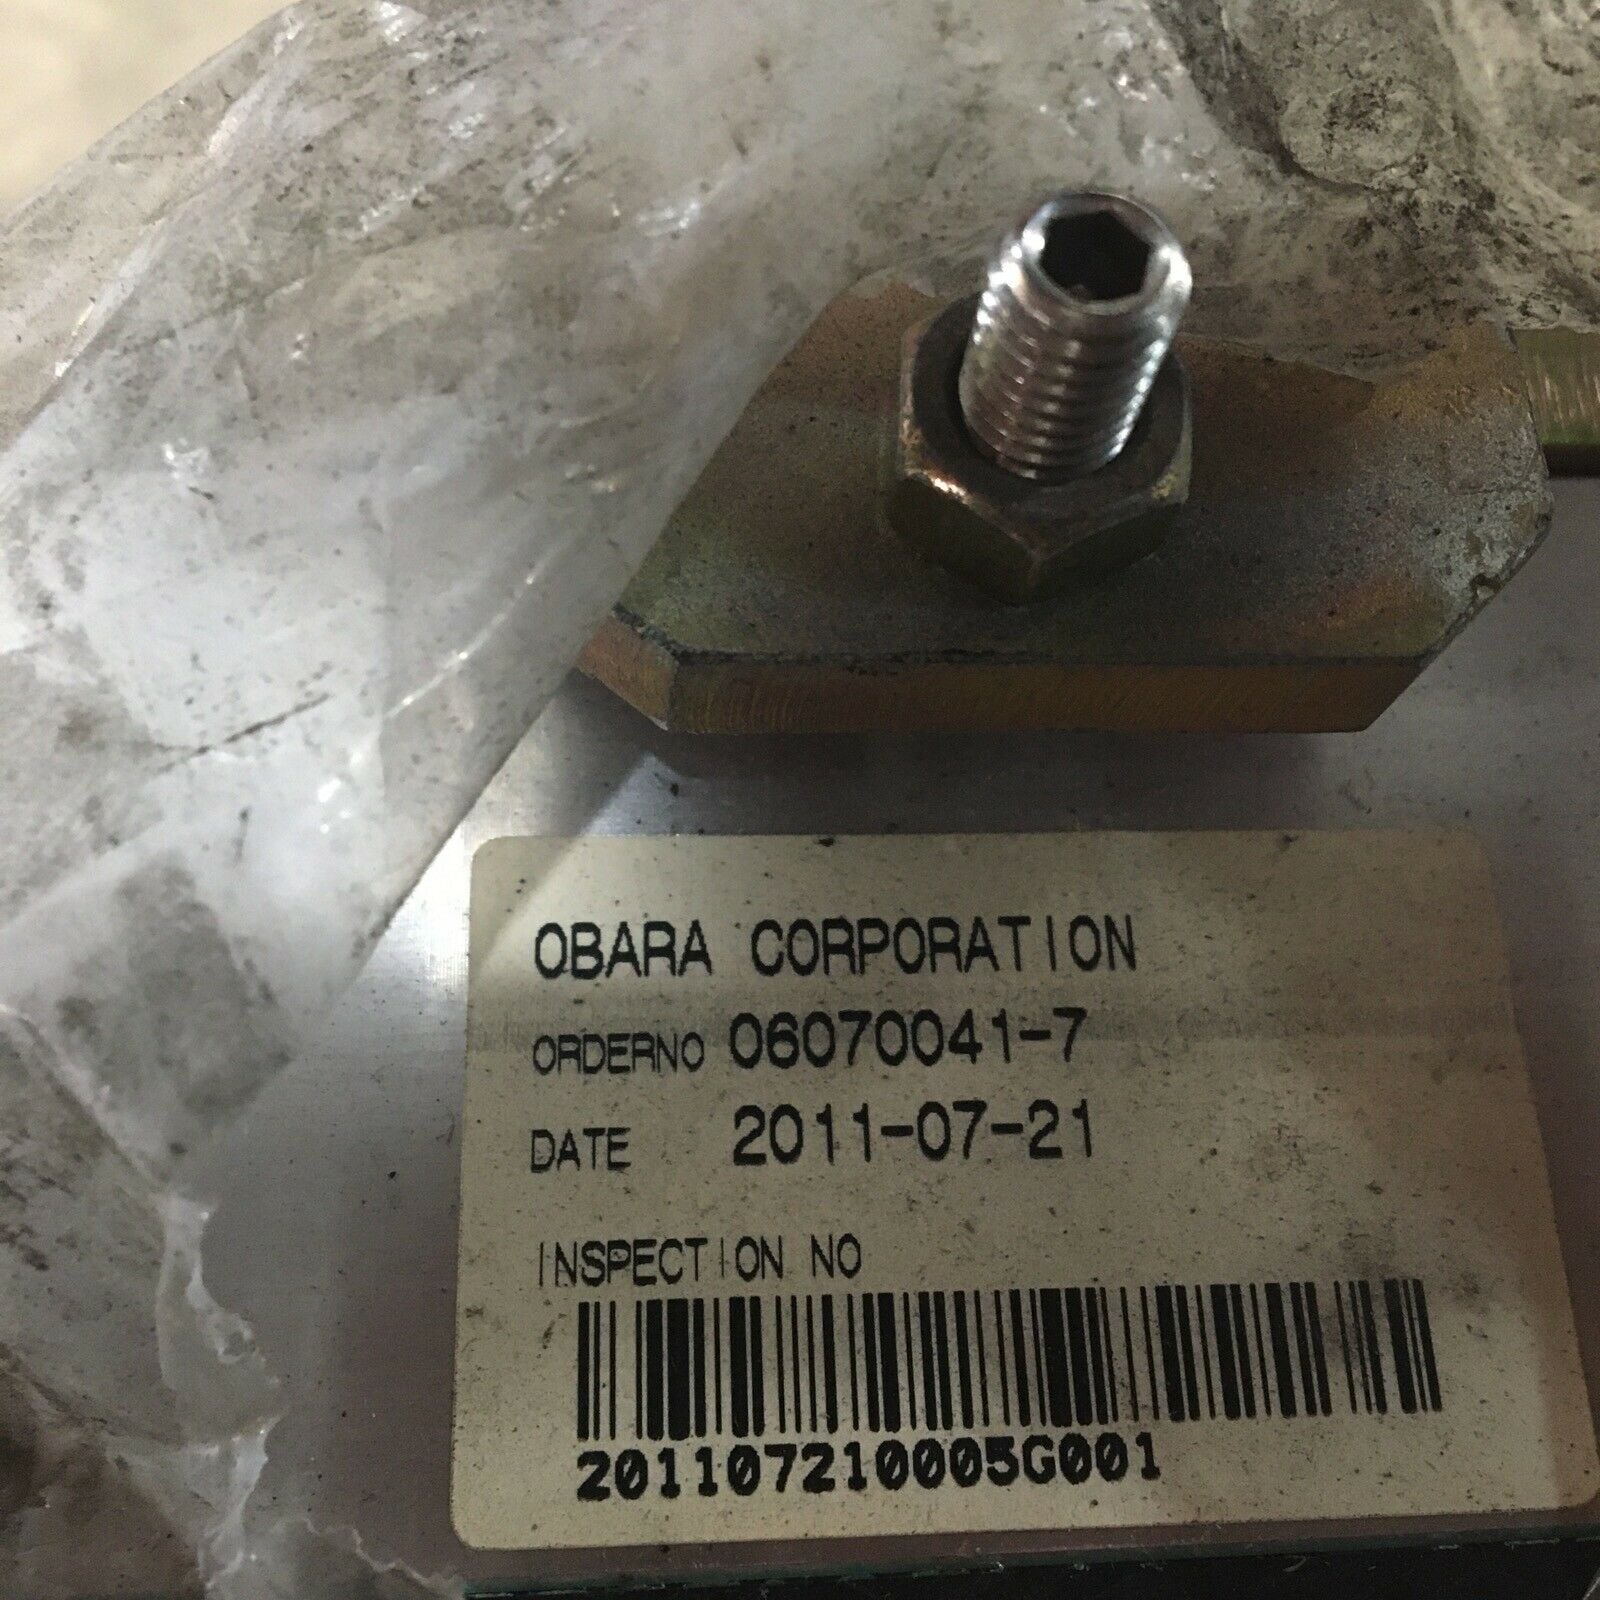 OBARA CORPORATION
ORDERNO 06070041-7
DATE 2011-07-21
INSPECTION NO
201107210005G001